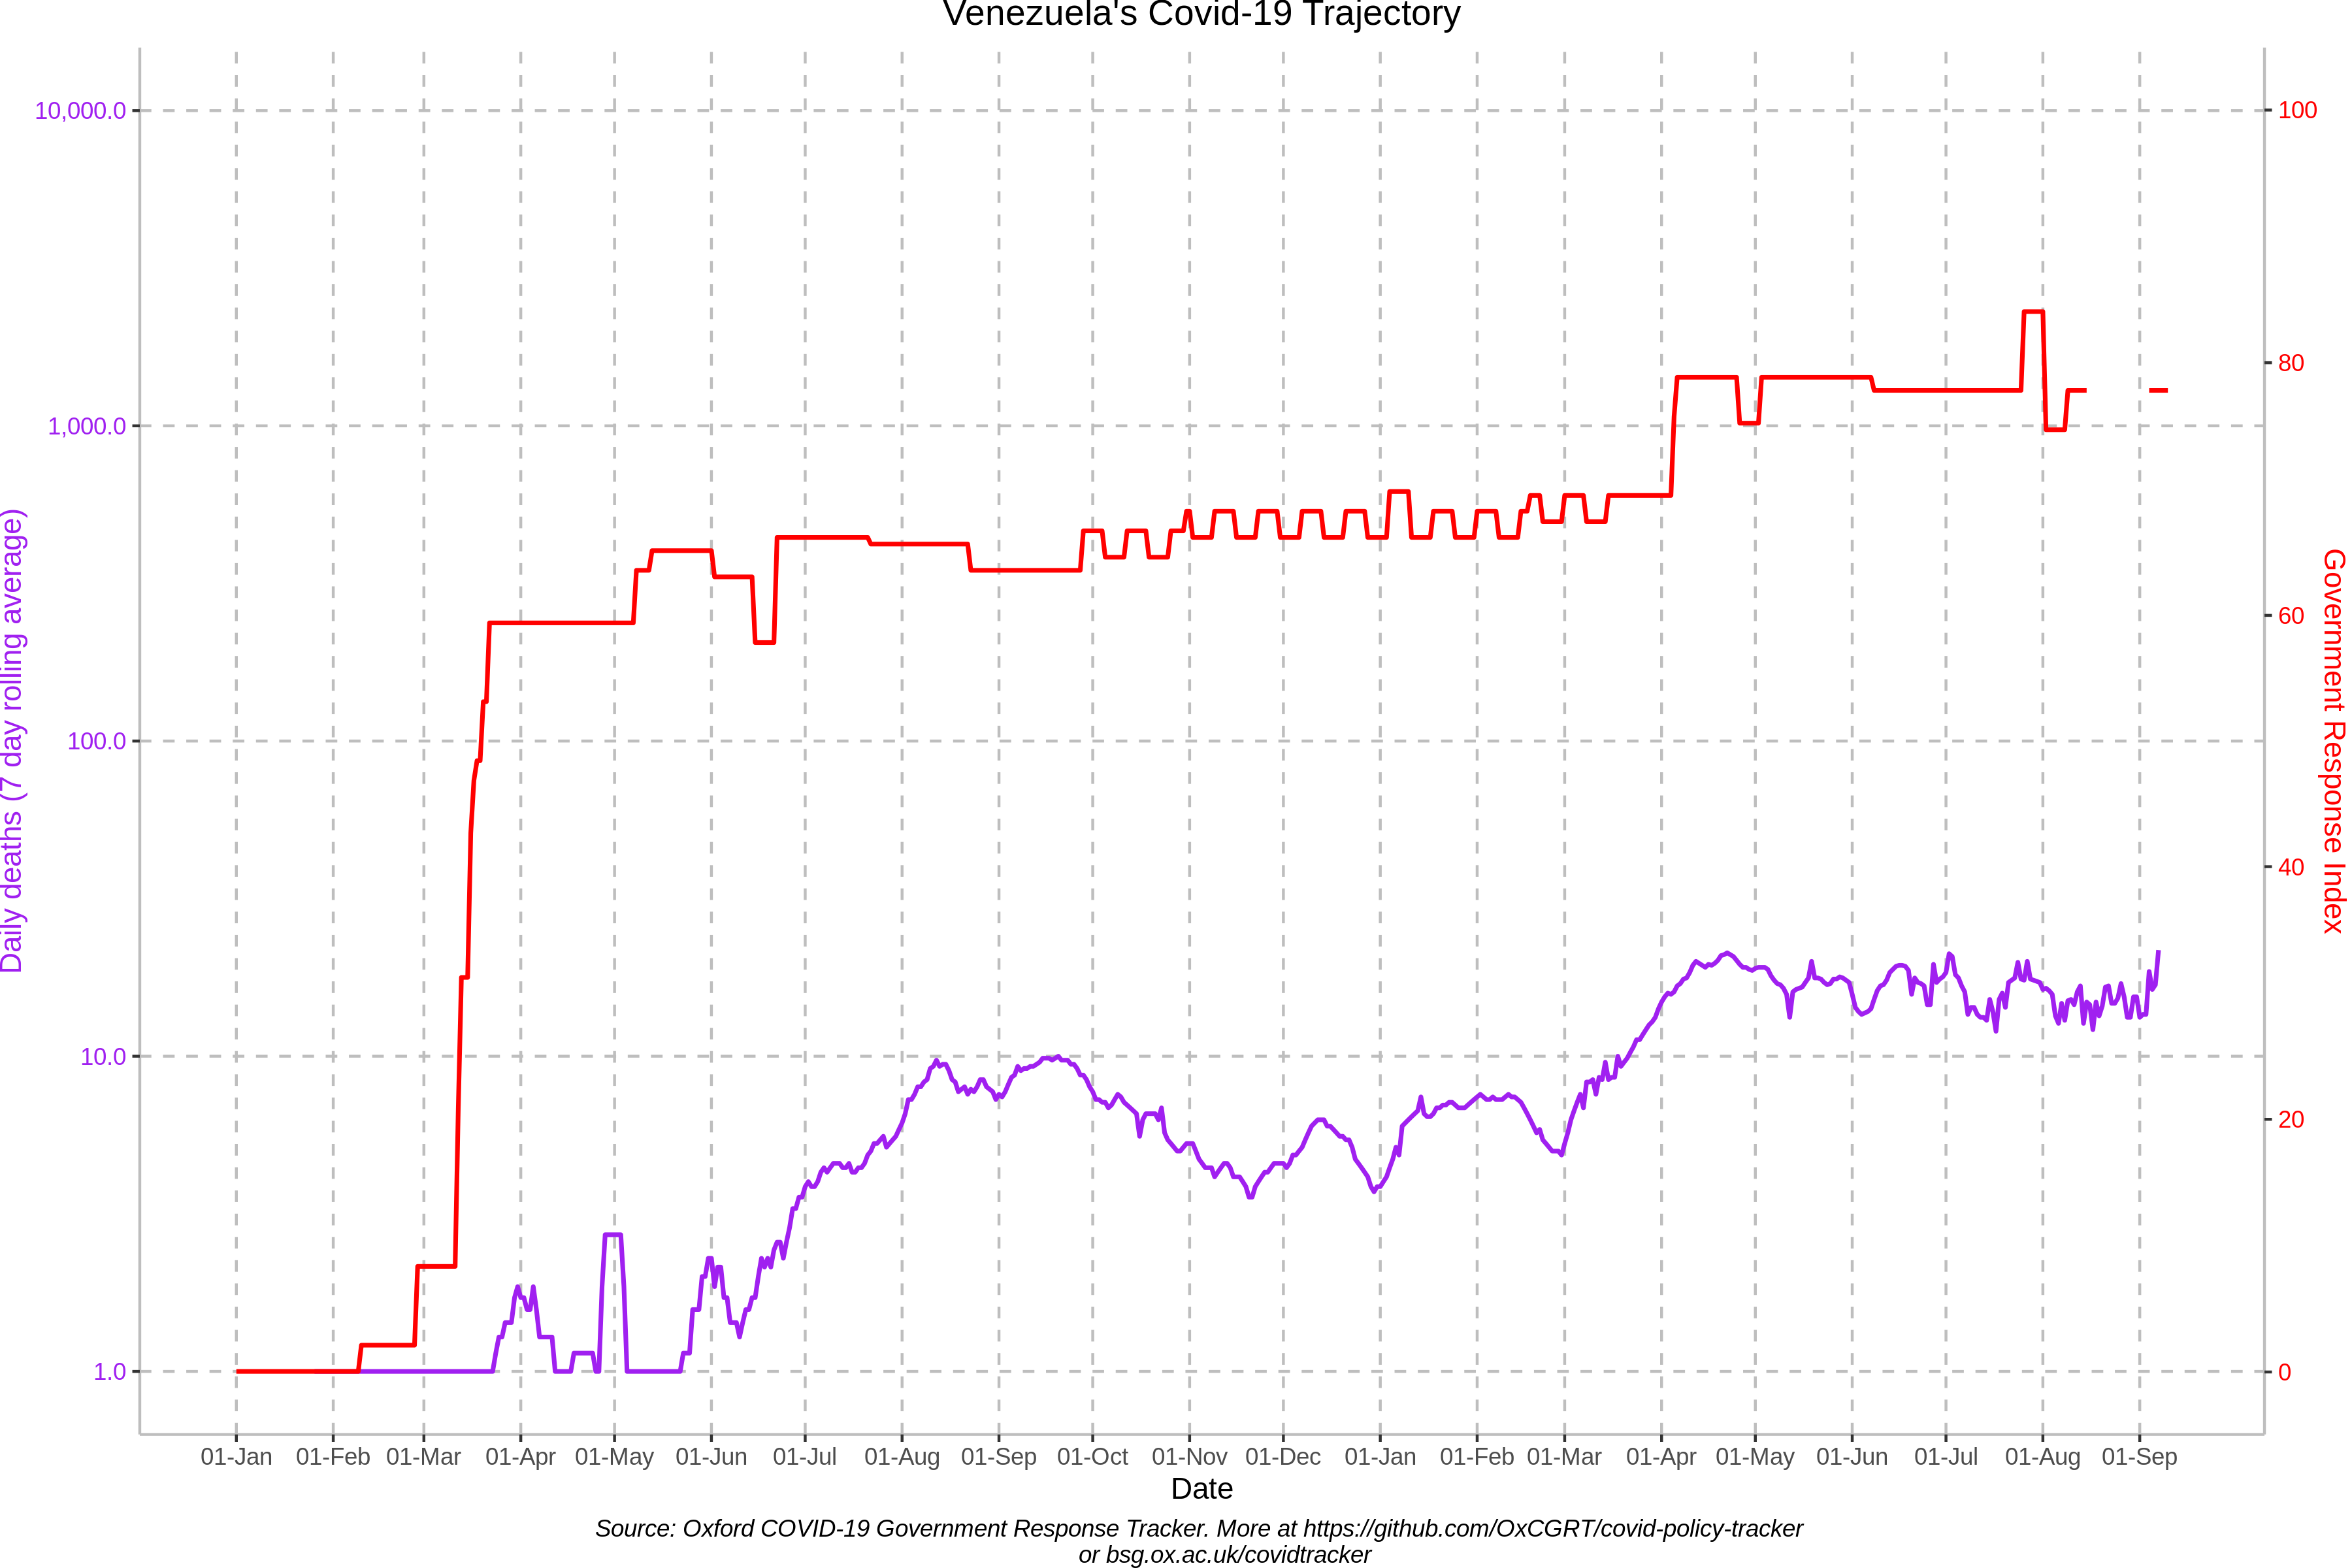 Venezuela's Covid-19 Trajectory
10,000.0
1,000.0
100.0
10.0
1.0
Daily deaths (7 day rolling average)
100
80
60
40
20
0
Government Response Index
01-Jan 01-Feb 01-Mar 01-Apr 01-May 01-Jun 01-Jul 01-Aug 01-Sep 01-Oct 01-Nov 01-Dec 01-Jan 01-Feb 01-Mar 01-Apr 01-May 01-Jun 01-Jul 01-Aug 01-Sep
Date
Source: Oxford COVID-19 Government Response Tracker. More at https://github.com/OxCGRT/covid-policy-tracker
or bsg.ox.ac.uk/covidtracker